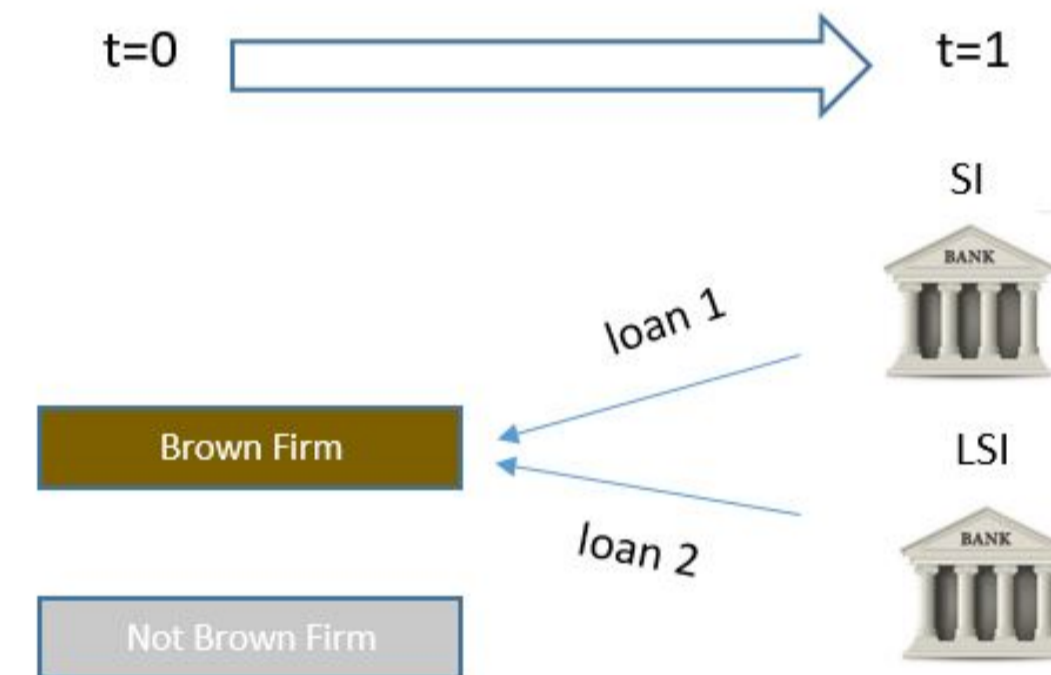 t=0
t=1
SI
BANK
loan 1
Brown Firm
LSI
loan 2
BANK
Not Brown Firm